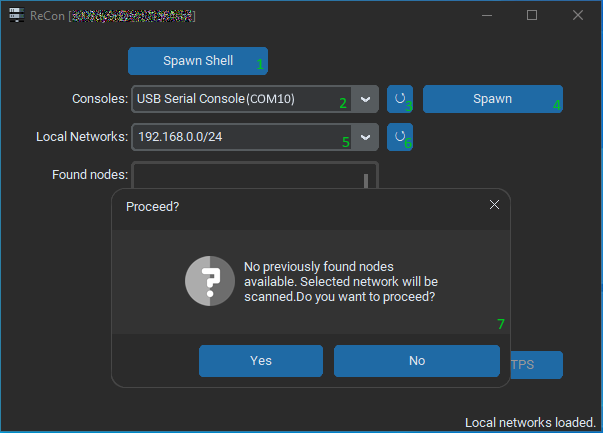 ReCon [
Spawn Shell 1
Consoles: USB Serial Console(COM10) 2 3 Spawn 4
Local Networks: 192.168.0.0/24 5 6
Found nodes:
Proceed?
No previously found nodes
available. Selected network will be
scanned.Do you want to proceed?
7
Yes No TPS
Local networks loaded.